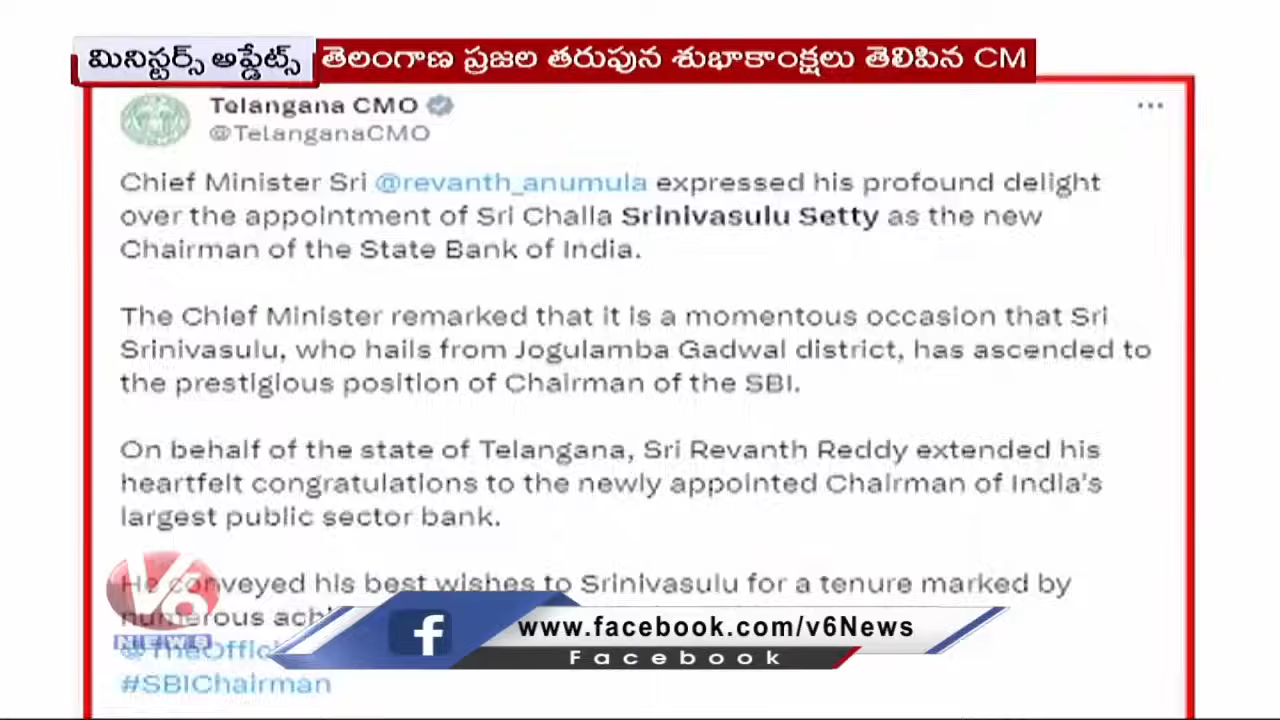 మినిస్టర్స్ అప్డేట్స్ తెలంగాణ ప్రజల తరుపున శుభాకాంక్షలు తెలిపిన CM
Telangana CMO
@TelanganaCMO
Chief Minister Sri @revanth_anumula expressed his profound delight
over the appointment of Sri Challa Srinivasulu Setty as the new
Chairman of the State Bank of India.
The Chief Minister remarked that it is a momentous occasion that Sri
Srinivasulu, who hails from Jogulamba Gadwal district, has ascended to
the prestigious position of Chairman of the SBI.
On behalf of the state of Telangana, Sri Revanth Reddy extended his
heartfelt congratulations to the newly appointed Chairman of India's
largest public sector bank.
He conveyed his best wishes to Srinivasulu for a tenure marked by
numerous
#SBIChairman
V6
NEWS
www.facebook.com/v6News
Facebook